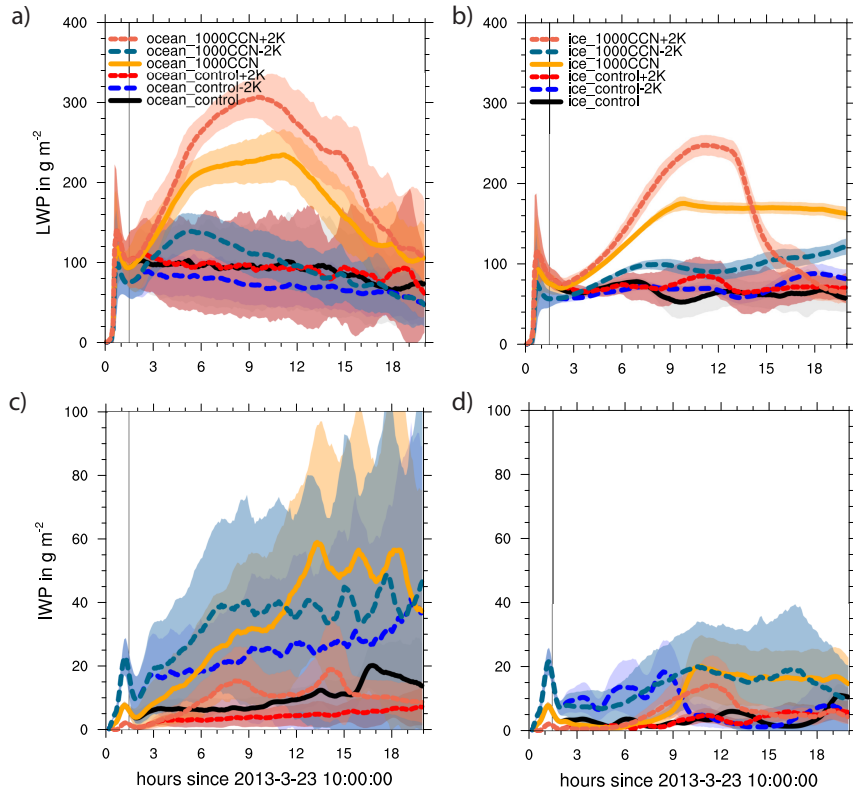 a)
b)
400
300
200
100
0
LWP in g m-2
ocean_1000CCN+2K
ocean_1000CCN-2K
ocean_1000CCN
ocean_control+2K
ocean_control-2K
ocean_control
0 3 6 9 12 15 18
400
300
200
100
0
ice_1000CCN+2K
ice_1000CCN-2K
ice_1000CCN
ice_control+2K
ice_control-2K
ice_control
0 3 6 9 12 15 18
c)
d)
100
80
60
40
20
0
IWP in g m-2
0 3 6 9 12 15 18
hours since 2013-3-23 10:00:00
100
80
60
40
20
0
0 3 6 9 12 15 18
hours since 2013-3-23 10:00:00